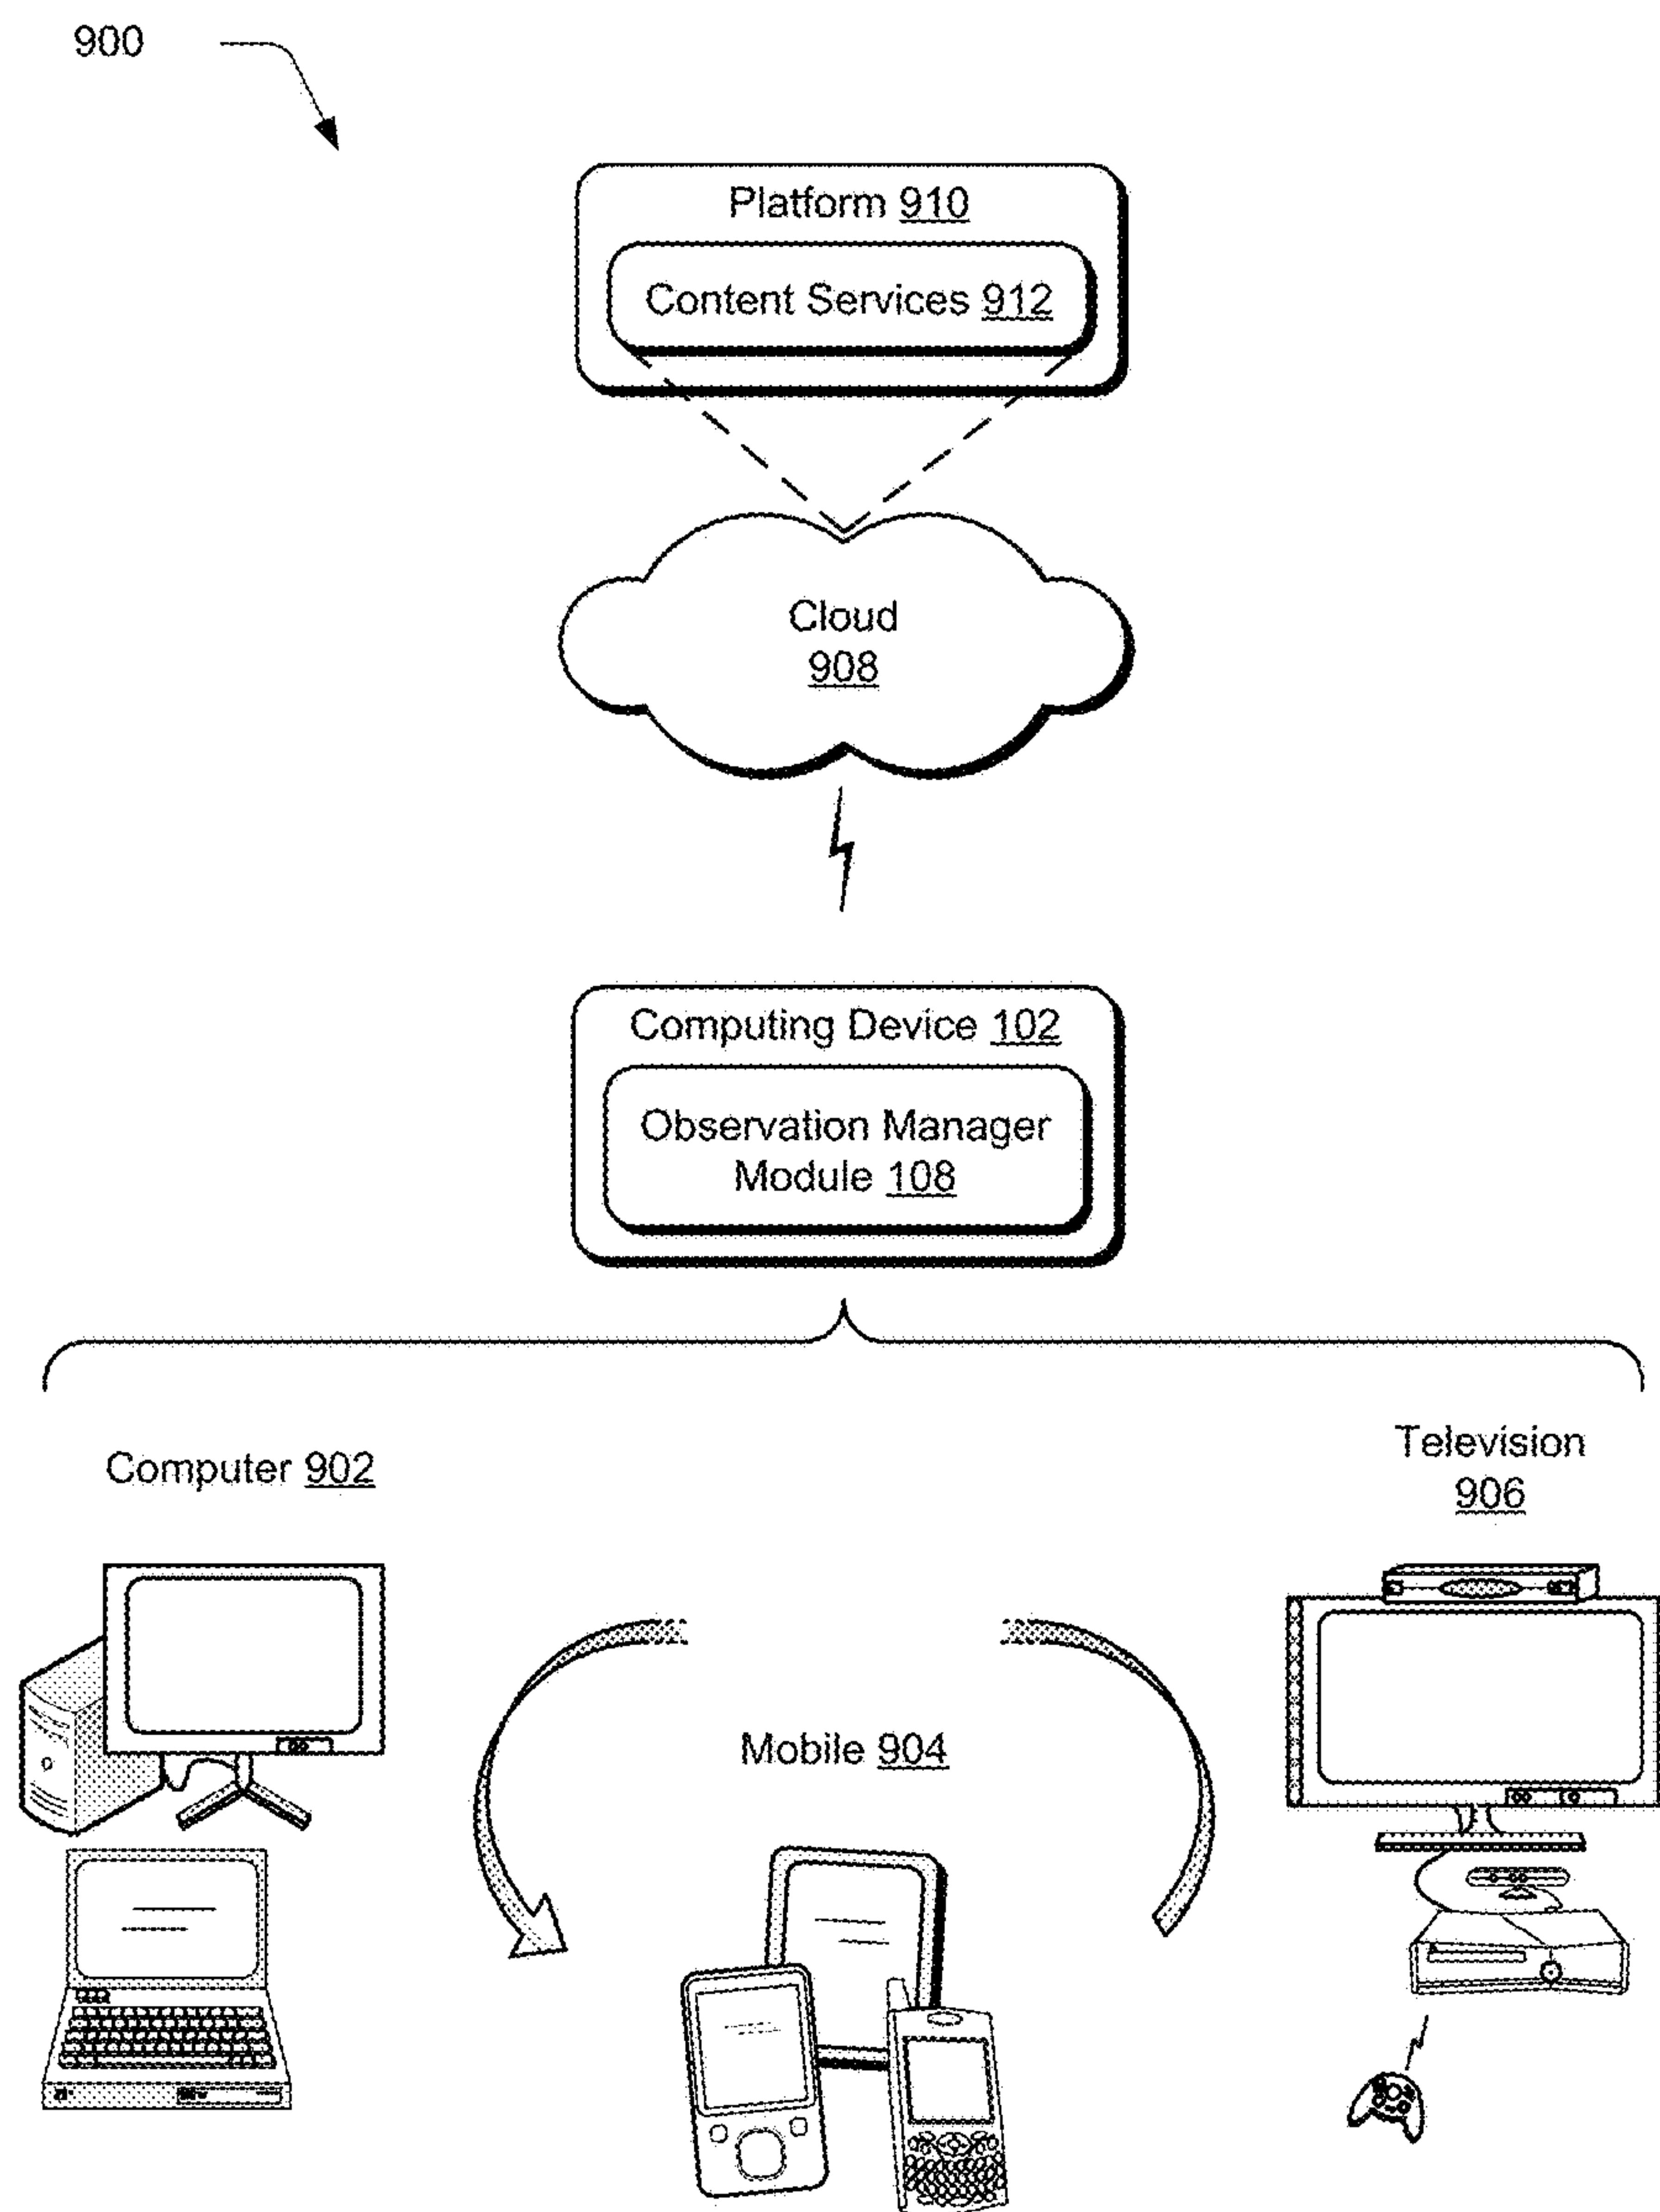 900
Platform 910
Content Services 912
Cloud
908
Computing Device 102
Observation Manager
Module 108
Computer 902
Television
906
Mobile 904